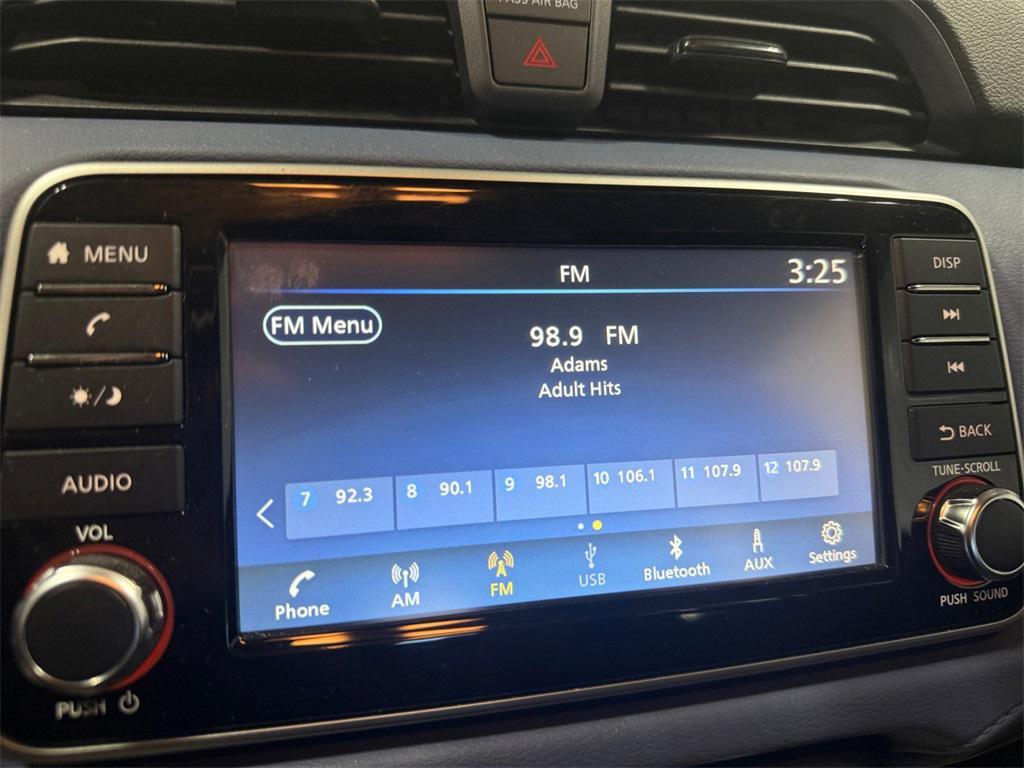 PASS AIR BAG
MENU
AUDIO
VOL
PUSH
FM
3:25
FM Menu
98.9 FM
Adams
Adult Hits
7 92.3
8 90.1
9 98.1
10 106.1
11 107.9
12 107.9
Phone
AM
FM
USB
Bluetooth
AUX
Settings
DISP
BACK
TUNE·SCROLL
PUSH SOUND